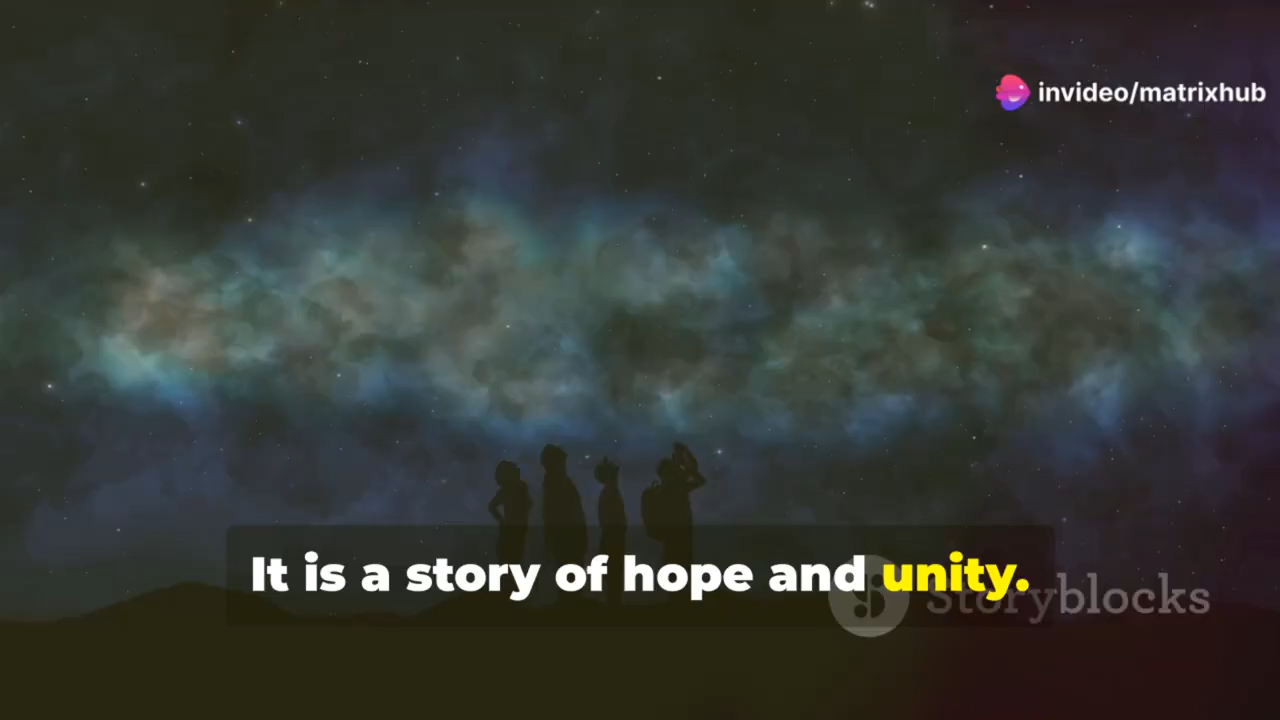 invideo/matrixhub
It is a story of hope and unity.
Storyblocks